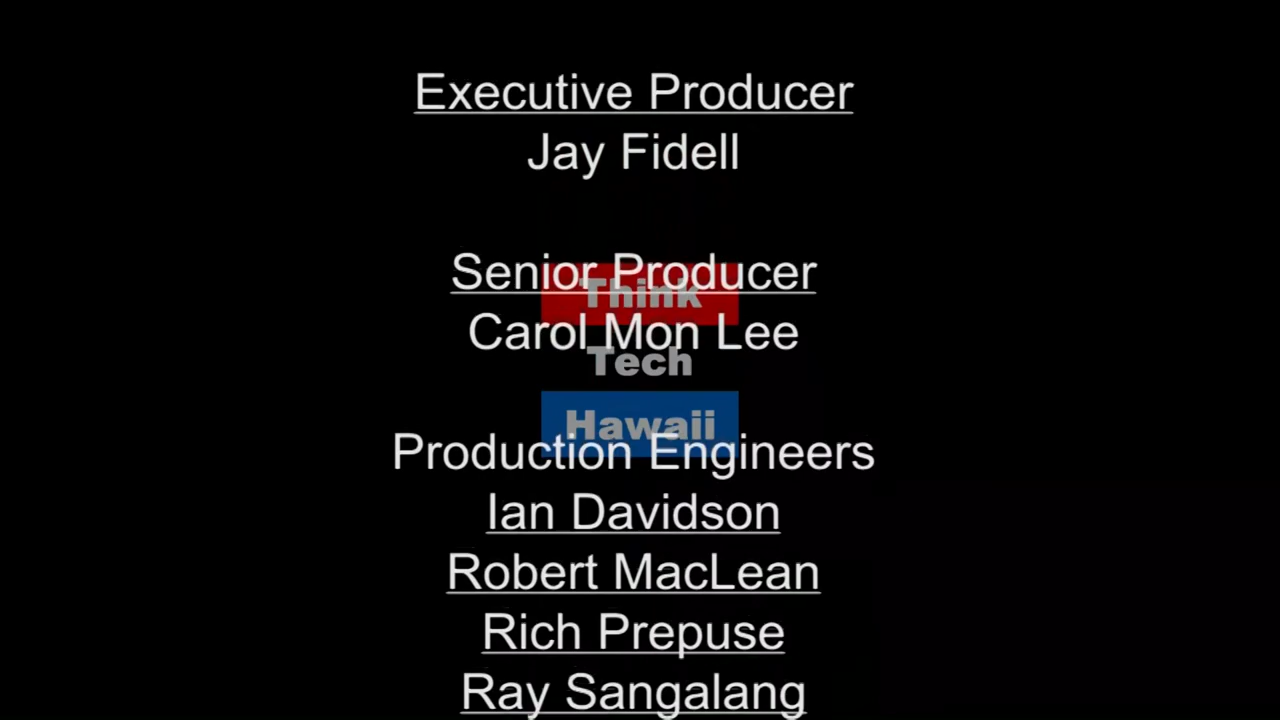 Executive Producer
Jay Fidell
Senior Producer
Think
Carol Mon Lee
Tech
Hawaii
Production Engineers
Ian Davidson
Robert MacLean
Rich Prepuse
Ray Sangalang